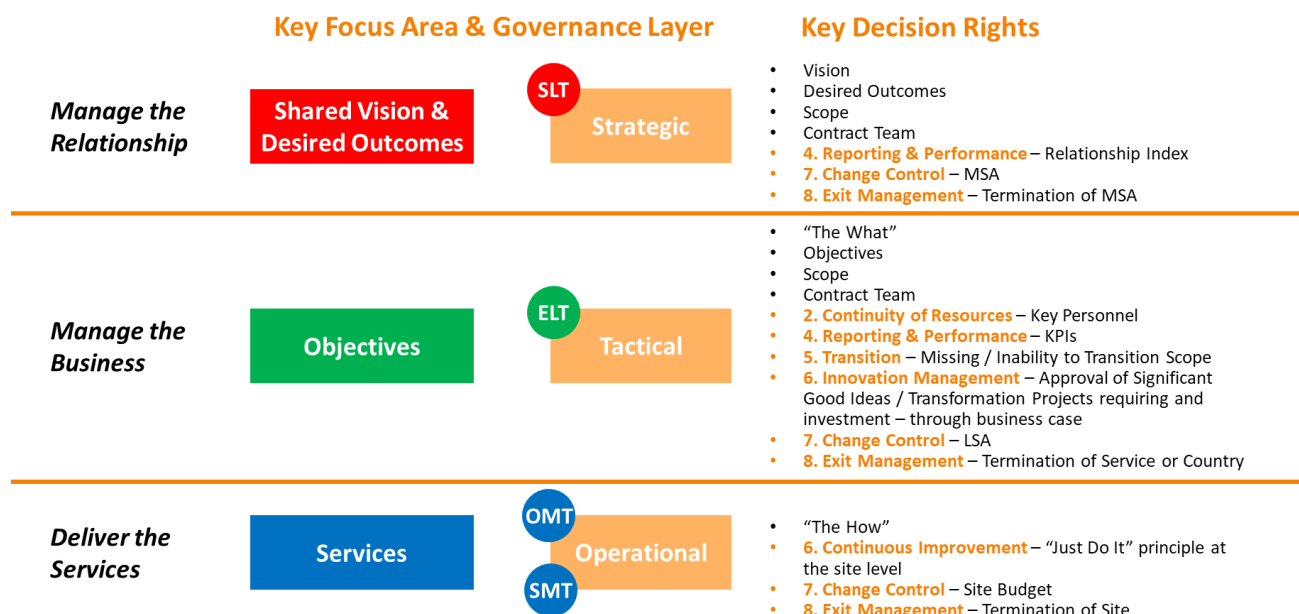 Key Focus Area & Governance Layer
Key Decision Rights
Manage the
Relationship
Shared Vision &
Desired Outcomes
SLT
Strategic
• Vision
• Desired Outcomes
• Scope
• Contract Team
• 4. Reporting & Performance – Relationship Index
• 7. Change Control – MSA
• 8. Exit Management – Termination of MSA
Manage the
Business
Objectives
ELT
Tactical
• “The What”
• Objectives
• Scope
• Contract Team
• 2. Continuity of Resources – Key Personnel
• 4. Reporting & Performance – KPIs
• 5. Transition – Missing / Inability to Transition Scope
• 6. Innovation Management – Approval of Significant
Good Ideas / Transformation Projects requiring and
investment – through business case
• 7. Change Control – LSA
• 8. Exit Management – Termination of Service or Country
Deliver the
Services
Services
OMT
Operational
SMT
• “The How”
• 6. Continuous Improvement – “Just Do It” principle at
the site level
• 7. Change Control – Site Budget
• 8. Exit Management – Termination of Site